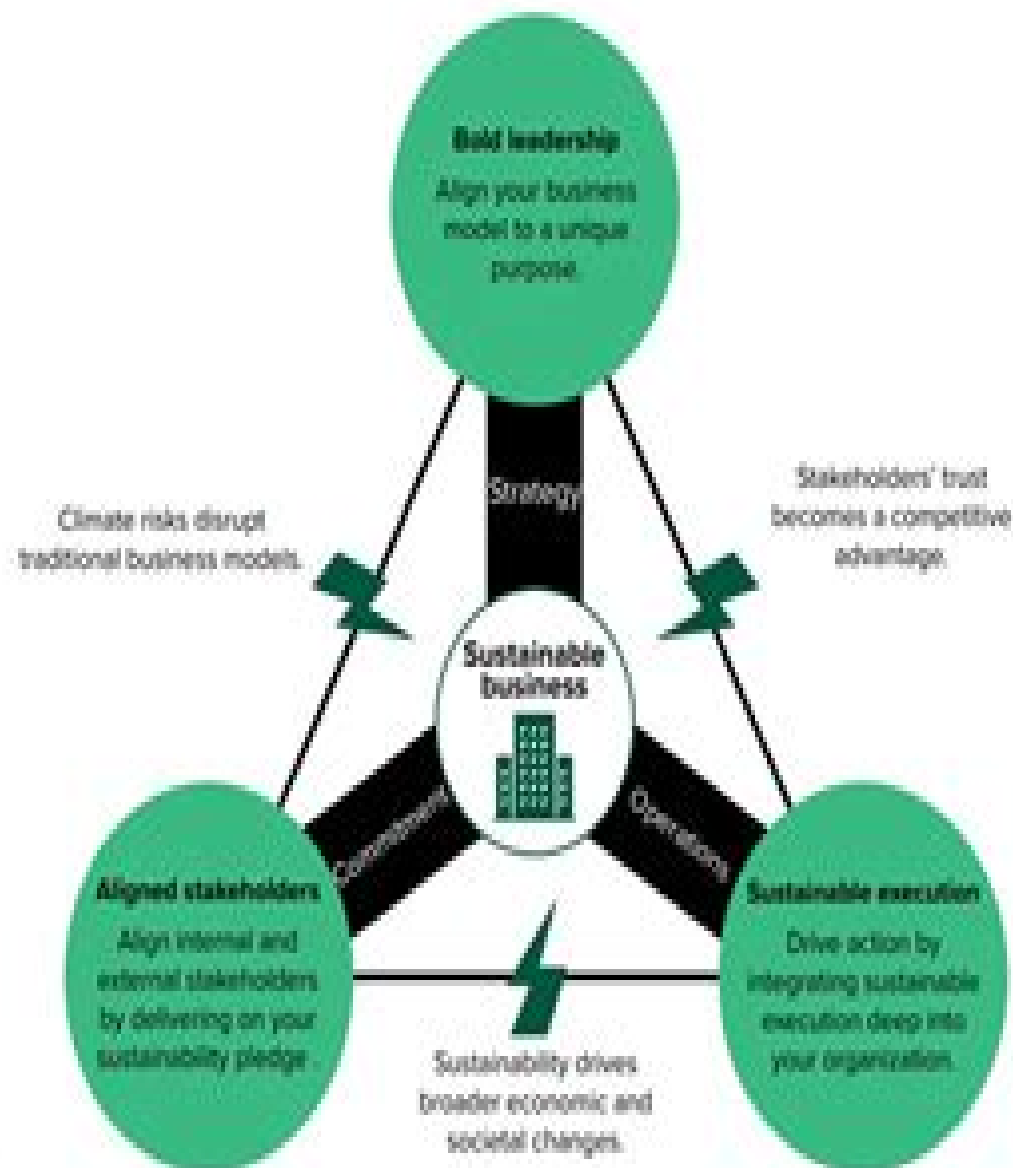 Bold leadership
Align your business
model to a unique
purpose.
Strategy
Climate risks disrupt
traditional business models.
Stakeholders' trust
becomes a competitive
advantage.
Sustainable
business
Commitment
Operations
Aligned stakeholders
Align internal and
external stakeholders
by delivering on your
sustainability pledge.
Sustainable execution
Drive action by
integrating sustainable
execution deep into
your organization.
Sustainability drives
broader economic and
societal changes.